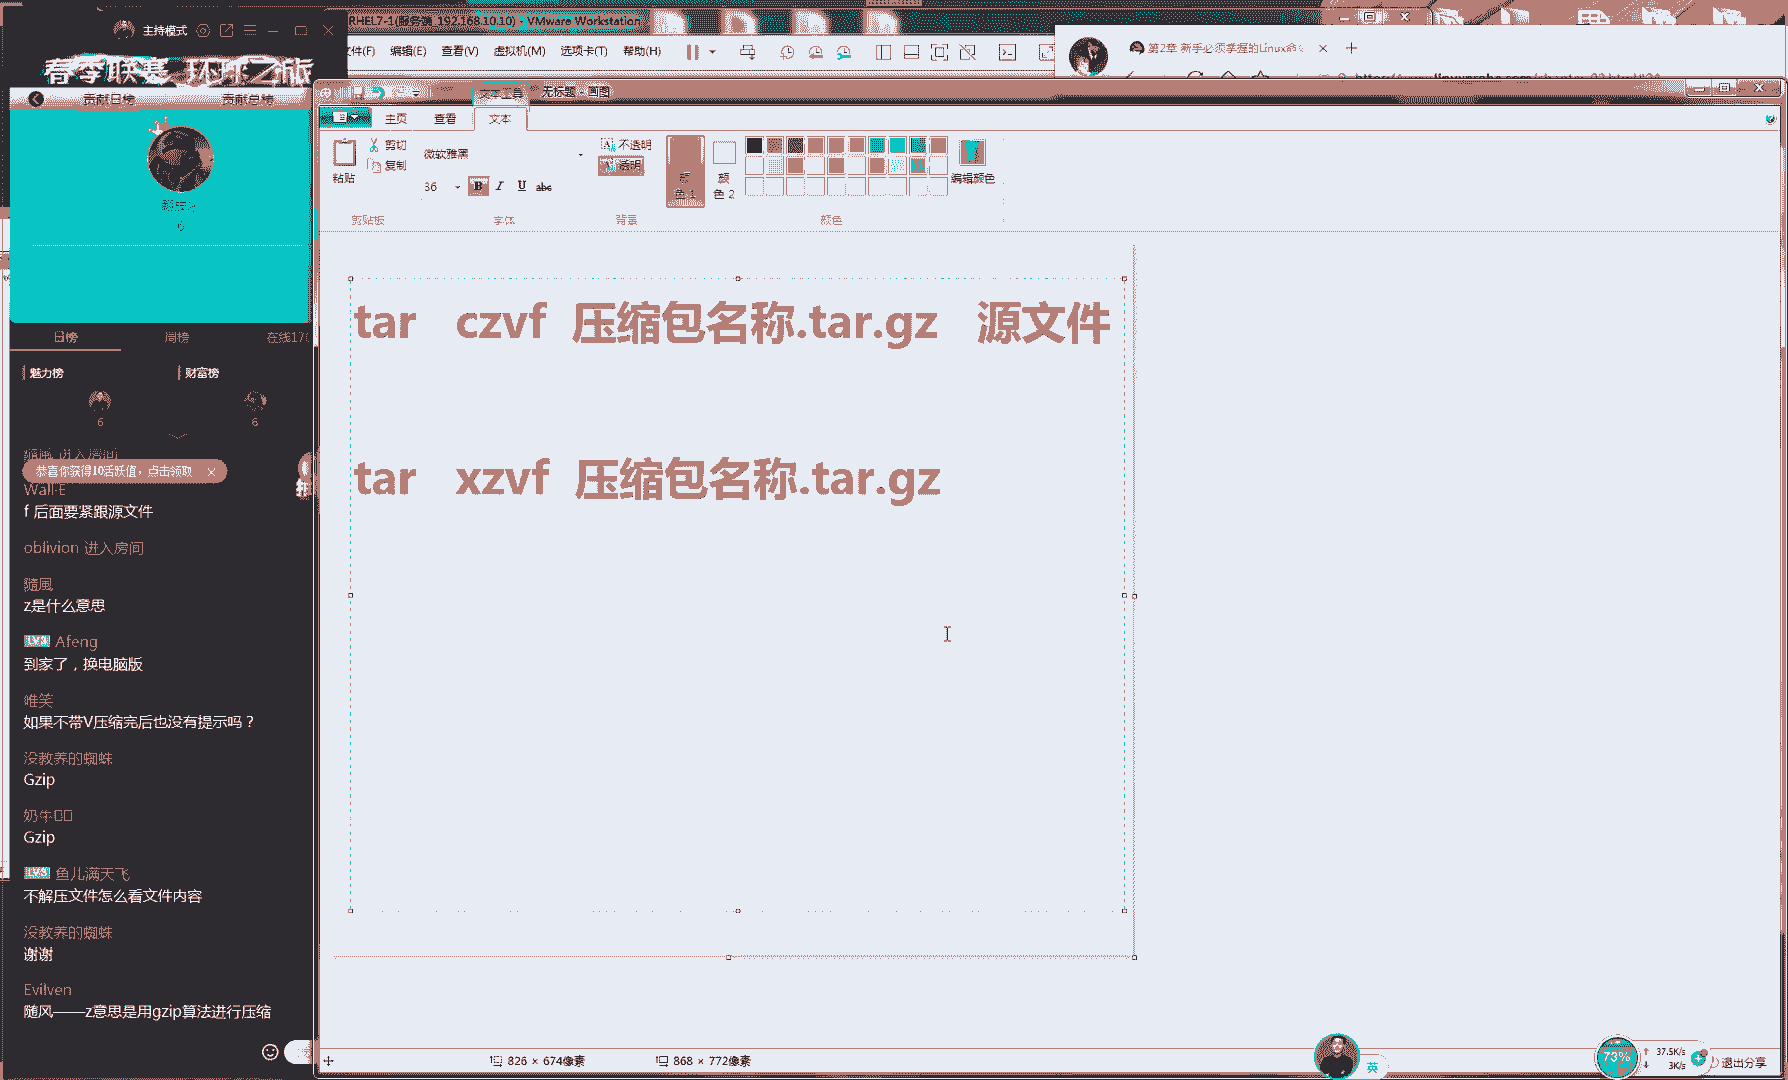 主持模式
RHEL7-1(服务端_192.168.10.10) - VMware Workstation
件(F) 编辑(E) 查看(V) 虚拟机(M) 选项卡(T) 帮助(H)
第2章 新手必须掌握的Linux命令
春季联赛 环球之旅
贡献日榜 贡献总榜
文本工具 无标题 - 画图
主页 查看 文本
粘贴
剪切
复制
剪贴板
微软雅黑
36 B I U abc
字体
不透明
透明
背景
颜色 1
颜色 2
编辑颜色
颜色
6
日榜 周榜 在线17
魅力榜 财富榜
6 6
随风 进入房间
恭喜你获得10活跃值，点击领取
Wall-E
f 后面要紧跟源文件
oblivion 进入房间
隨風
z是什么意思
Afeng
到家了，换电脑版
唯笑
如果不带V压缩完后也没有提示吗？
没教养的蜘蛛
Gzip
奶牛
Gzip
鱼儿满天飞
不解压文件怎么看文件内容
没教养的蜘蛛
谢谢
Evilven
随风——z意思是用gzip算法进行压缩
tar czvf 压缩包名称.tar.gz 源文件
tar xzvf 压缩包名称.tar.gz
826 × 674像素
868 × 772像素
英
73%
37.5K/s
3K/s
退出分享